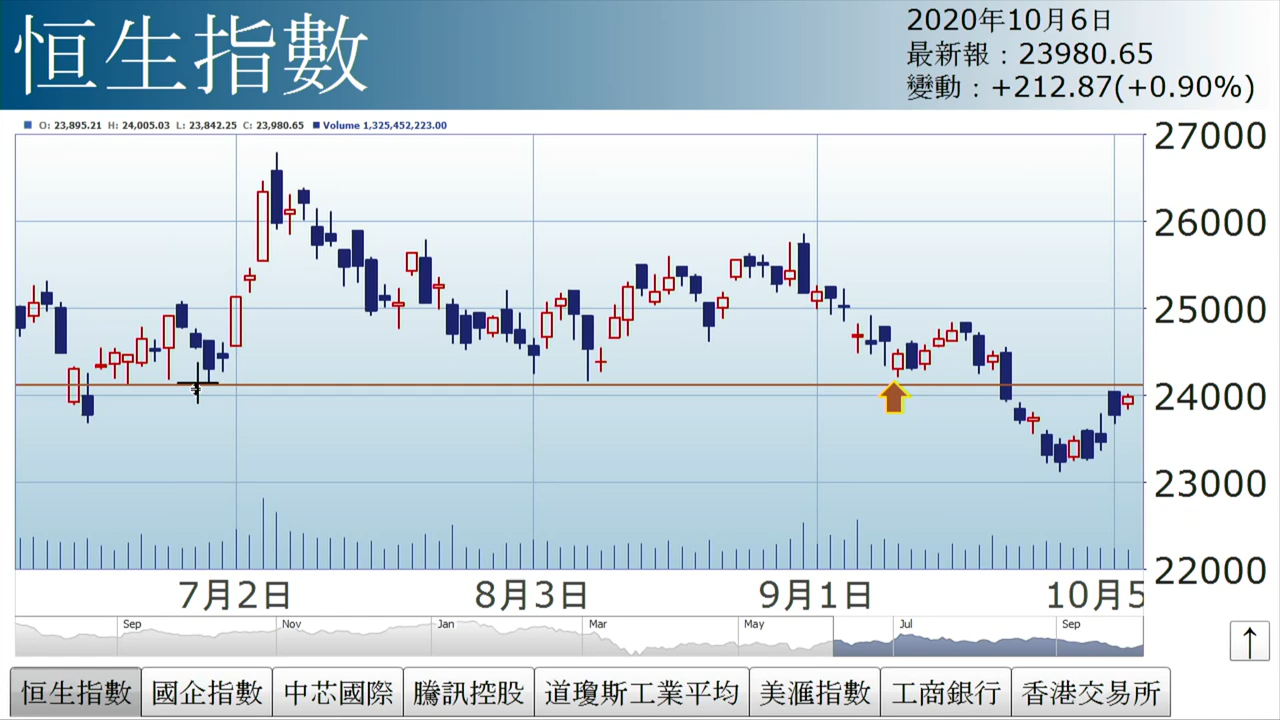 恒生指數
2020年10月6日
最新報：23980.65
變動：+212.87(+0.90%)
O: 23,895.21 H: 24,005.03 L: 23,842.25 C: 23,980.65 Volume 1,325,452,223.00
27000
26000
25000
24000
23000
22000
7月2日 8月3日 9月1日 10月5
Sep Nov Jan Mar May Jul Sep
恒生指數 國企指數 中芯國際 騰訊控股 道瓊斯工業平均 美滙指數 工商銀行 香港交易所